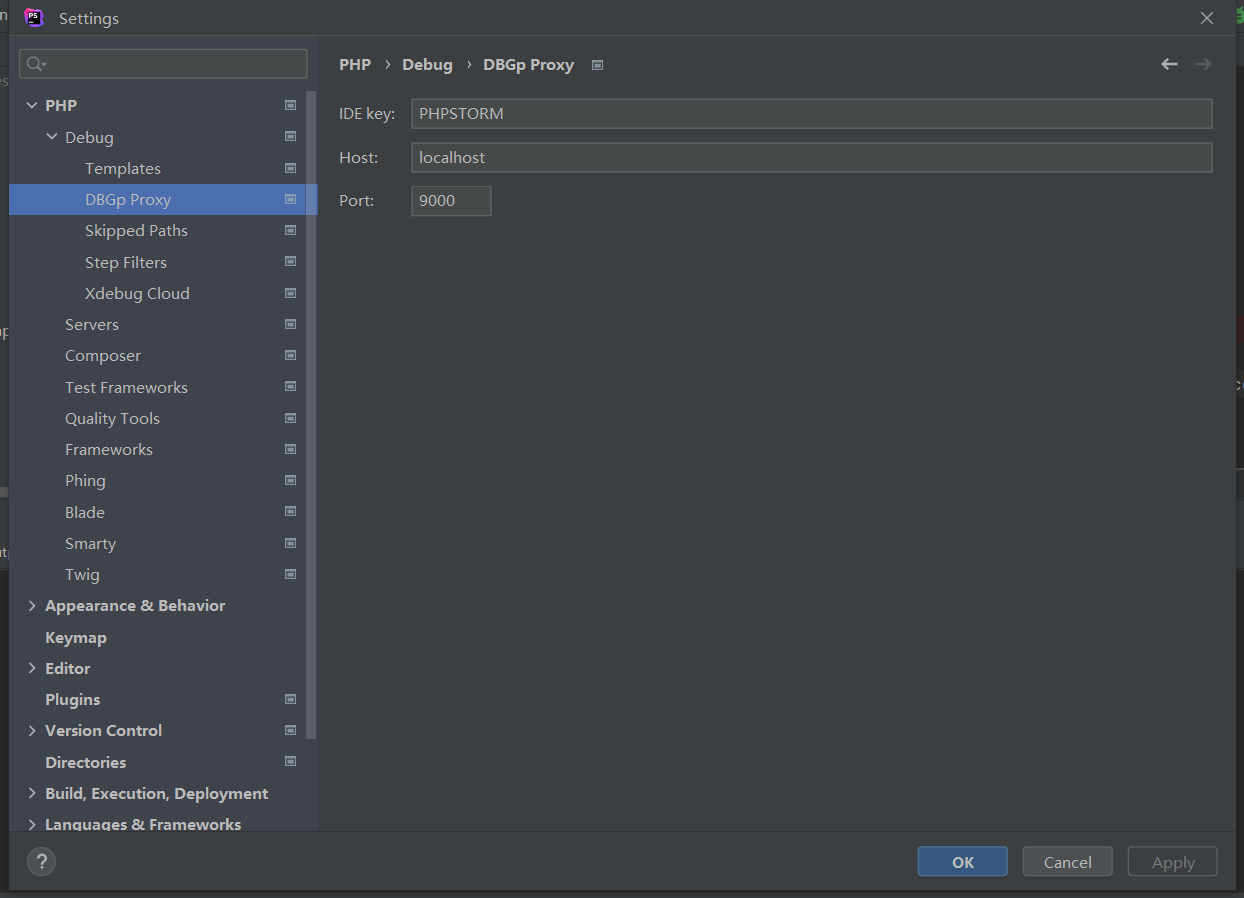 PS
Settings
PHP › Debug › DBGp Proxy
PHP
Debug
Templates
DBGp Proxy
Skipped Paths
Step Filters
Xdebug Cloud
Servers
Composer
Test Frameworks
Quality Tools
Frameworks
Phing
Blade
Smarty
Twig
Appearance & Behavior
Keymap
Editor
Plugins
Version Control
Directories
Build, Execution, Deployment
Languages & Frameworks
IDE key: PHPSTORM
Host: localhost
Port: 9000
?
OK Cancel Apply